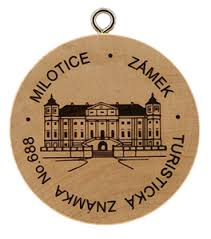 MILOTICE · ZÁMEK
· TURISTICKÁ ZNÁMKA No 688 ·